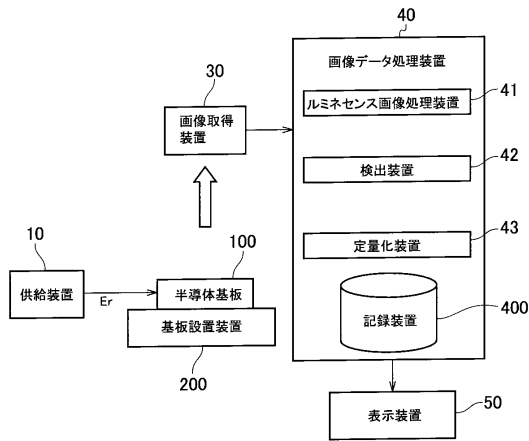 40
画像データ処理装置
41
ルミネセンス画像処理装置
30
画像取得
装置
42
検出装置
43
定量化装置
10
供給装置
Er
100
半導体基板
基板設置装置
200
記録装置
400
50
表示装置